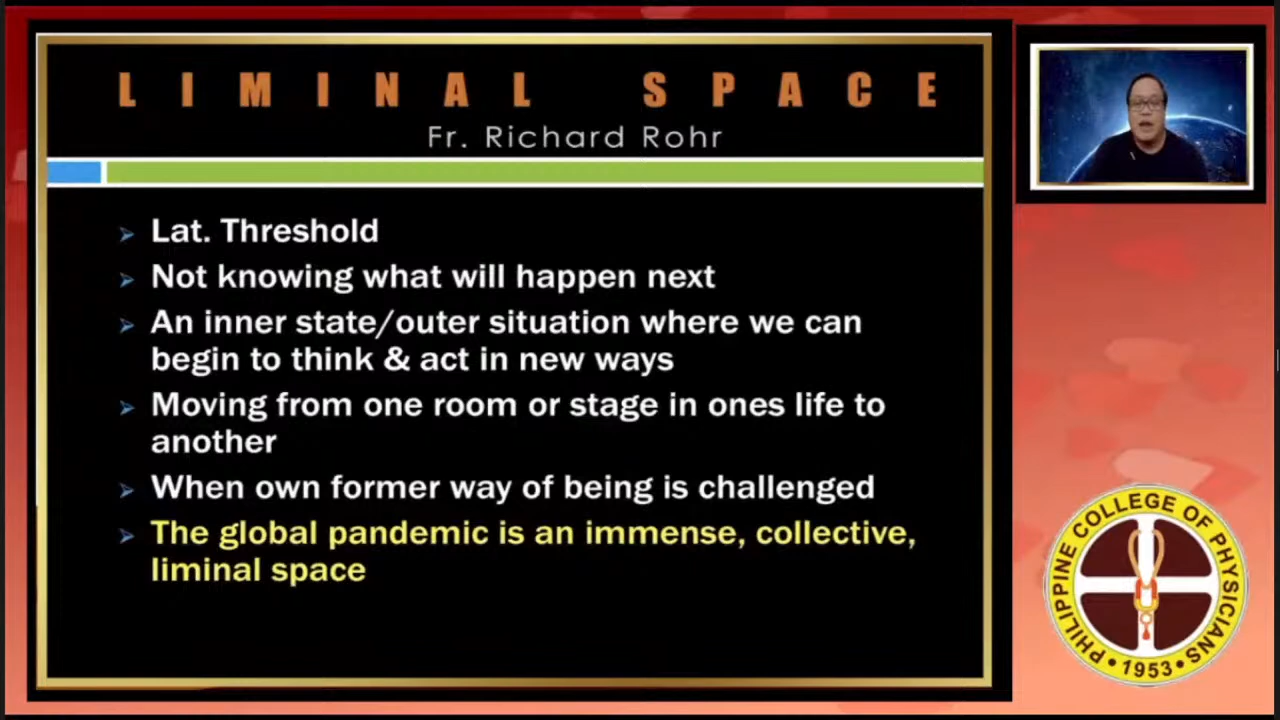 LIMINAL SPACE
Fr. Richard Rohr
Lat. Threshold
Not knowing what will happen next
An inner state/outer situation where we can
begin to think & act in new ways
Moving from one room or stage in ones life to
another
When own former way of being is challenged
The global pandemic is an immense, collective,
liminal space
PHILIPPINE COLLEGE OF PHYSICIANS
• 1953 •